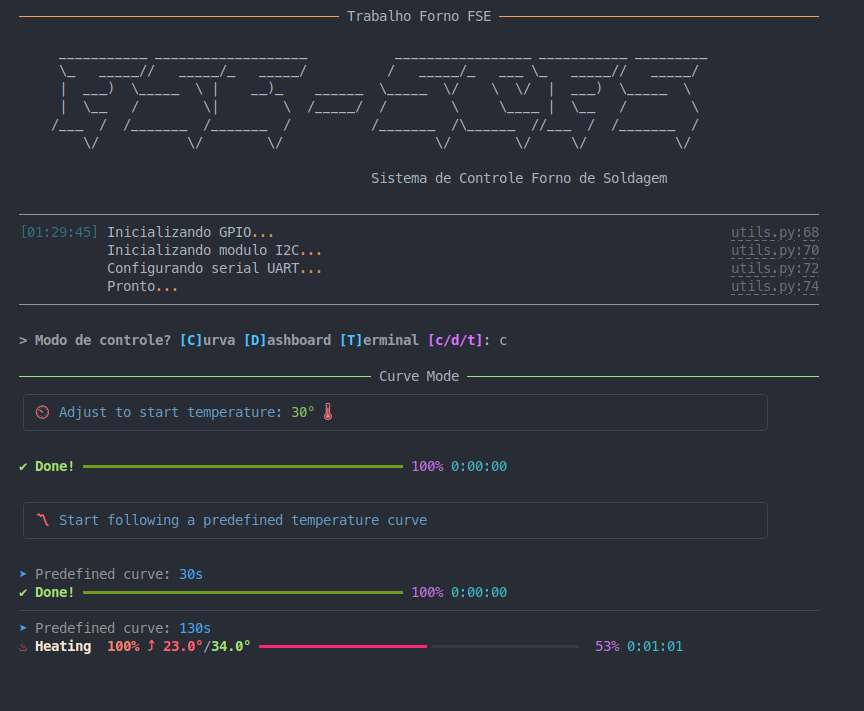 Trabalho Forno FSE
Sistema de Controle Forno de Soldagem
[01:29:45] Inicializando GPIO... utils.py:68
Inicializando modulo I2C... utils.py:70
Configurando serial UART... utils.py:72
Pronto... utils.py:74
> Modo de controle? [C]urva [D]ashboard [T]erminal [c/d/t]: c
Curve Mode
Adjust to start temperature: 30°
✔ Done! 100% 0:00:00
Start following a predefined temperature curve
➤ Predefined curve: 30s
✔ Done! 100% 0:00:00
➤ Predefined curve: 130s
♨ Heating 100% ⤴ 23.0°/34.0° 53% 0:01:01